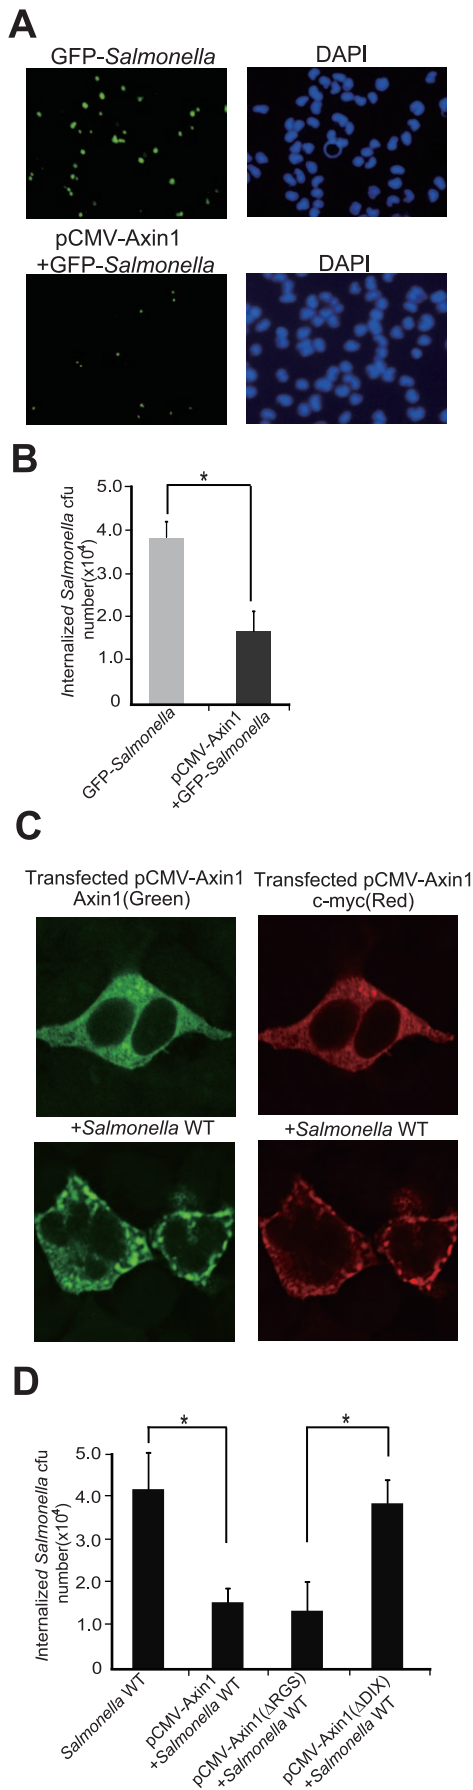 A
GFP-Salmonella
DAPI
pCMV-Axin1
+GFP-Salmonella
DAPI
B
Internalized Salmonella cfu
number(x10⁴)
5.0
4.0
3.0
2.0
1.0
0
*
GFP-Salmonella
pCMV-Axin1
+GFP-Salmonella
C
Transfected pCMV-Axin1
Axin1(Green)
Transfected pCMV-Axin1
c-myc(Red)
+Salmonella WT
+Salmonella WT
D
Internalized Salmonella cfu
number(x10⁴)
5.0
4.0
3.0
2.0
1.0
0
*
*
Salmonella WT
pCMV-Axin1
+Salmonella WT
pCMV-Axin1(ΔRGS)
+Salmonella WT
pCMV-Axin1(ΔDIX)
+Salmonella WT